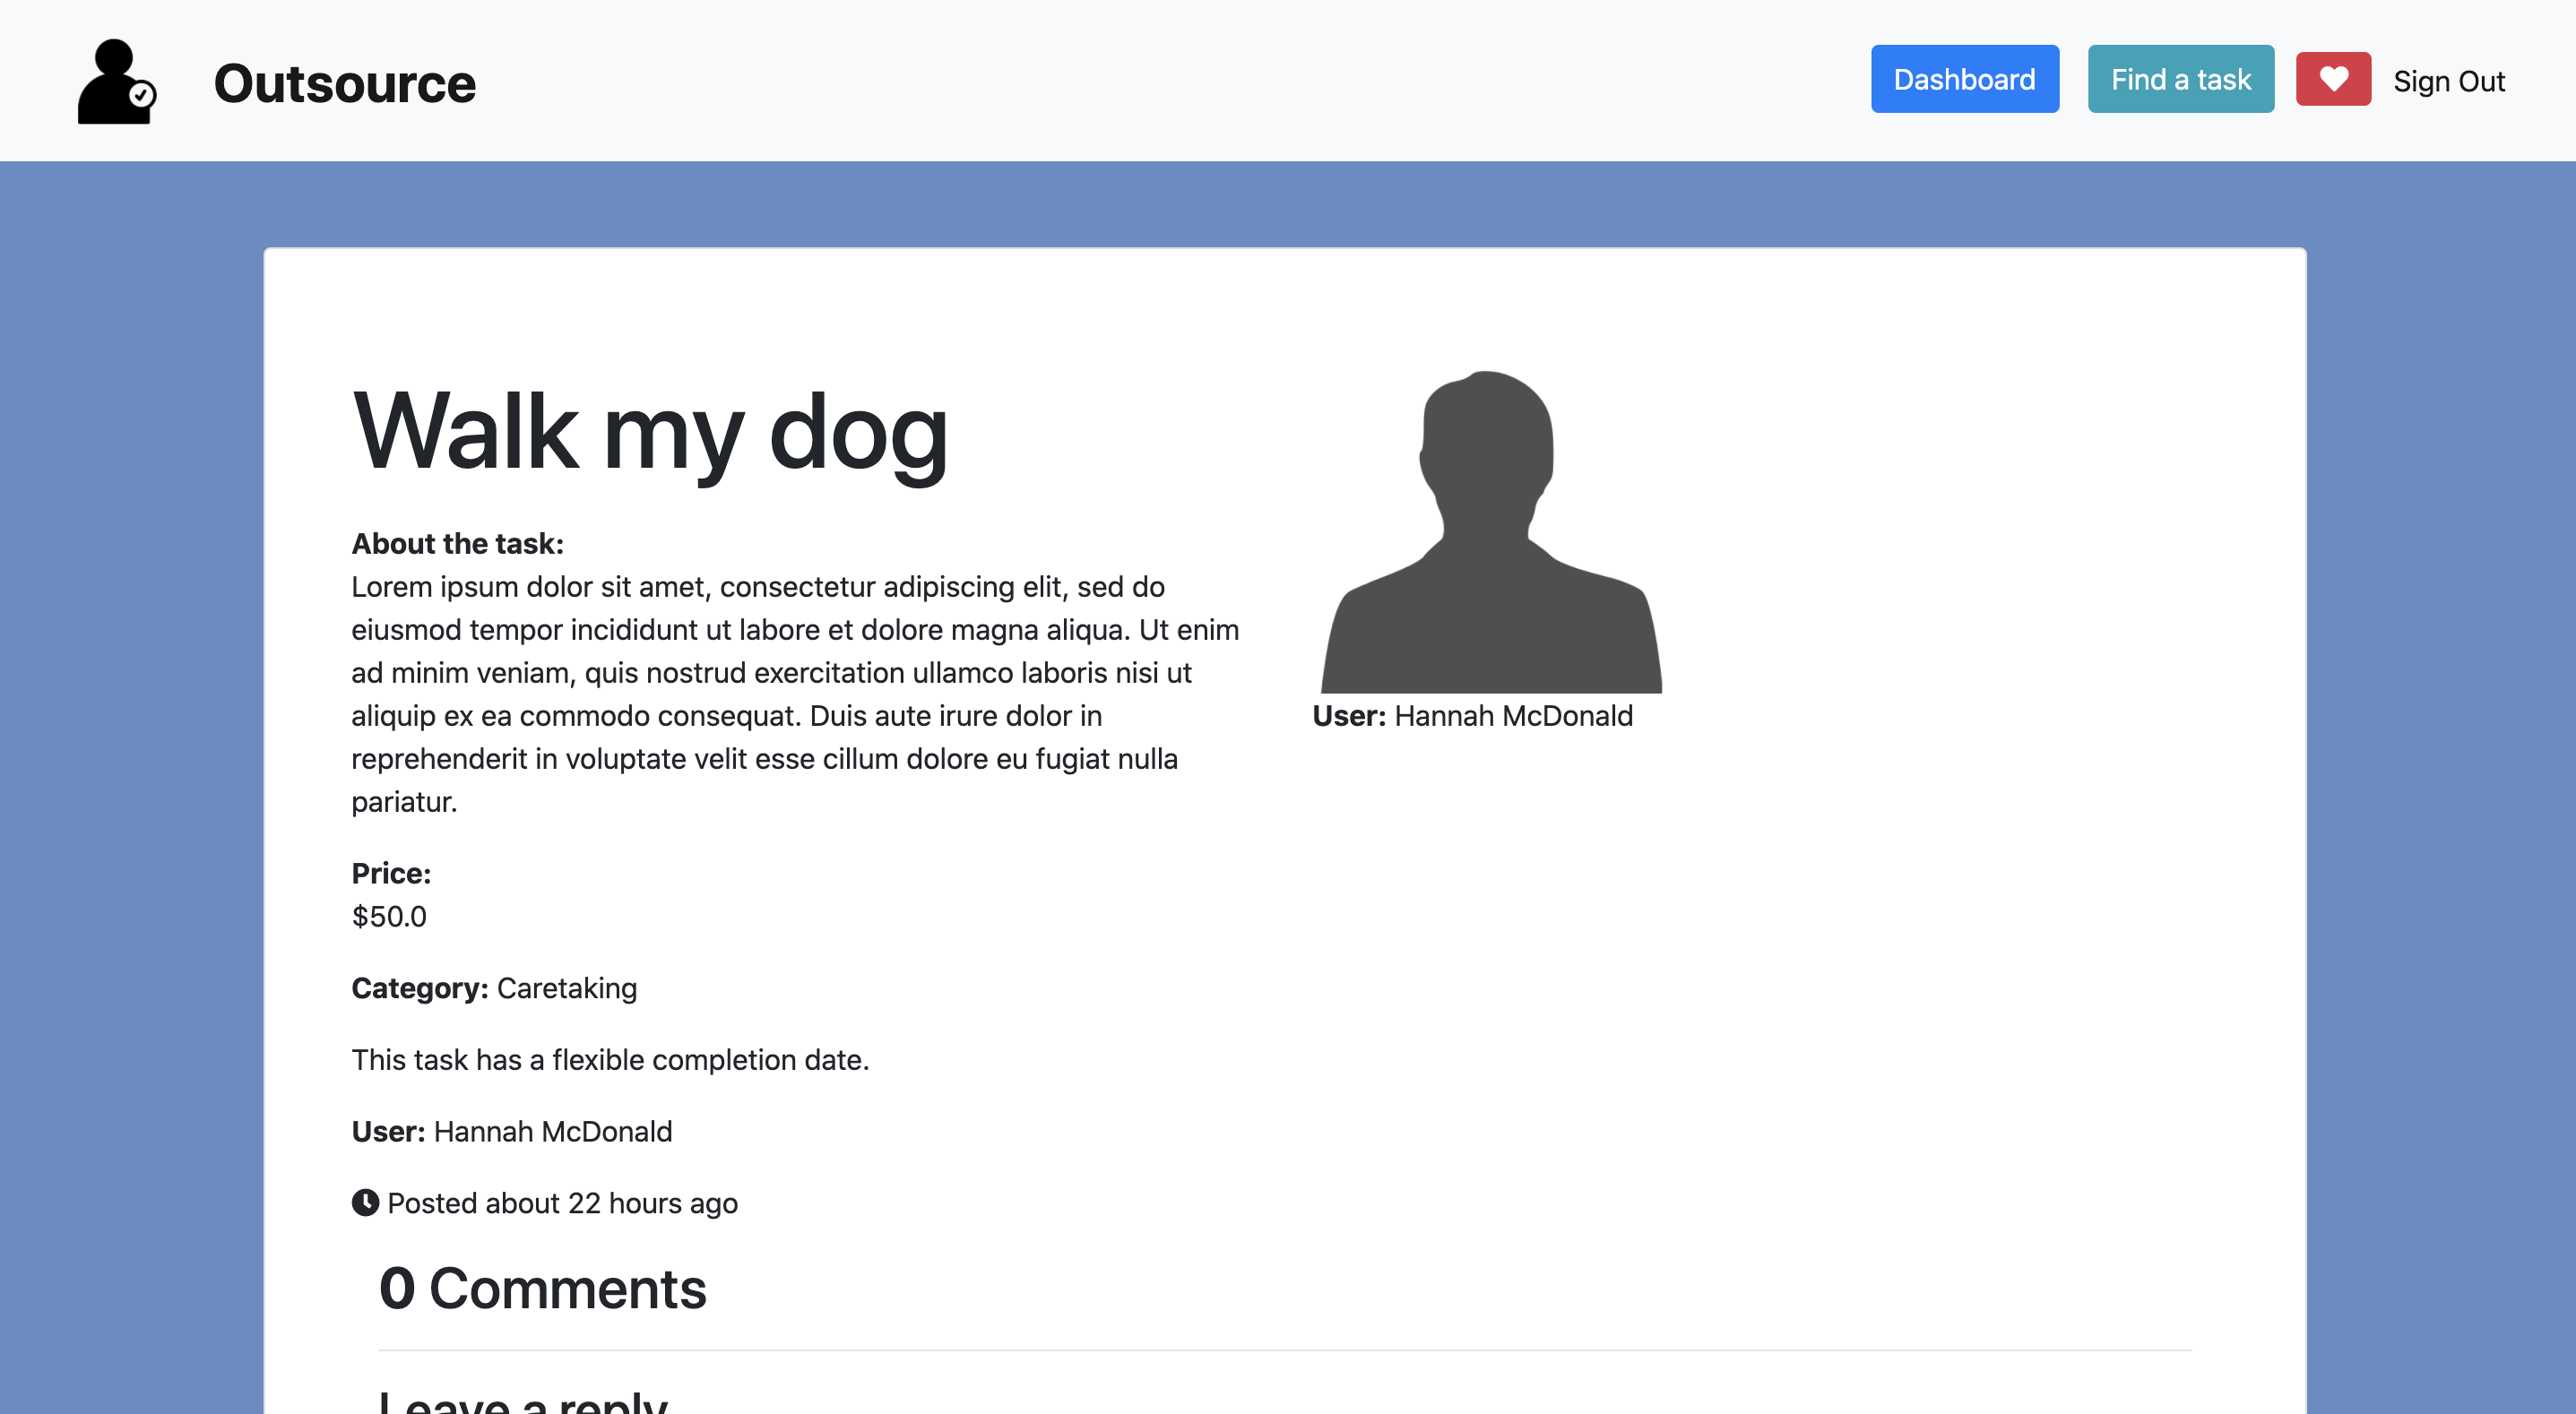 Outsource
Dashboard
Find a task
Sign Out
Walk my dog
About the task:
Lorem ipsum dolor sit amet, consectetur adipiscing elit, sed do
eiusmod tempor incididunt ut labore et dolore magna aliqua. Ut enim
ad minim veniam, quis nostrud exercitation ullamco laboris nisi ut
aliquip ex ea commodo consequat. Duis aute irure dolor in
reprehenderit in voluptate velit esse cillum dolore eu fugiat nulla
pariatur.
Price:
$50.0
Category: Caretaking
This task has a flexible completion date.
User: Hannah McDonald
Posted about 22 hours ago
User: Hannah McDonald
0 Comments
Leave a reply